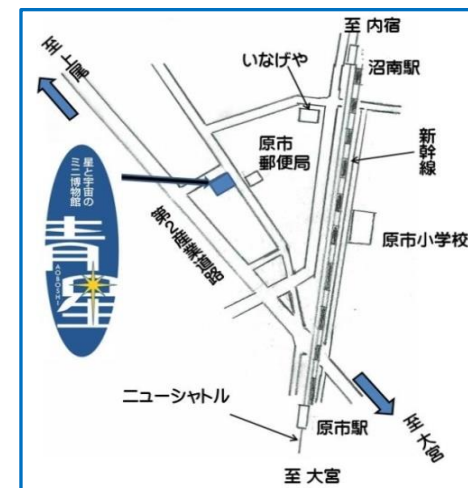 至 内宿
至上尾
いなげや
沼南駅
新幹線
原市
郵便局
星と宇宙の
ミニ博物館
青星
AOBOSHI
第2産業道路
原市小学校
ニューシャトル
原市駅
至大宮
至 大宮